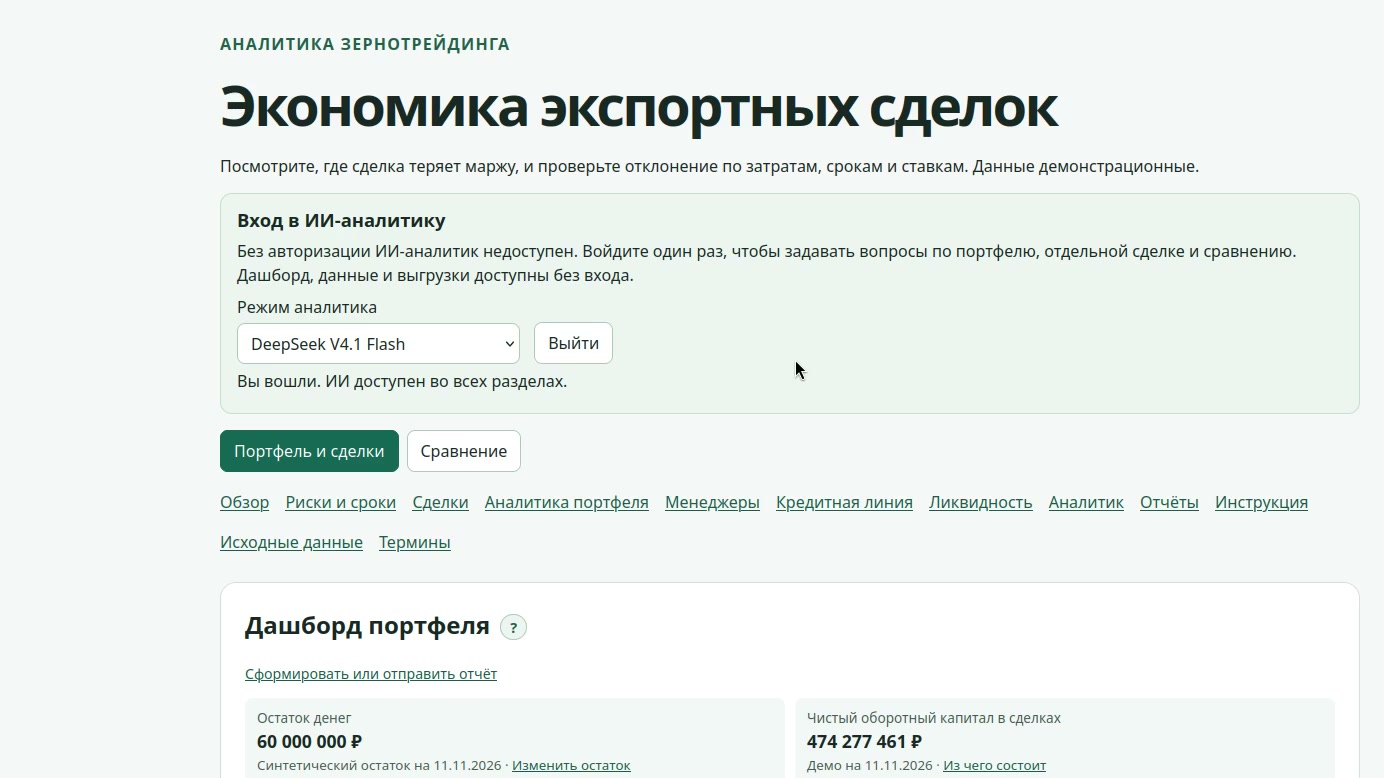 АНАЛИТИКА ЗЕРНОТРЕЙДИНГА
Экономика экспортных сделок
Посмотрите, где сделка теряет маржу, и проверьте отклонение по затратам, срокам и ставкам. Данные демонстрационные.
Вход в ИИ-аналитику
Без авторизации ИИ-аналитик недоступен. Войдите один раз, чтобы задавать вопросы по портфелю, отдельной сделке и сравнению.
Дашборд, данные и выгрузки доступны без входа.
Режим аналитика
DeepSeek V4.1 Flash Выйти
Вы вошли. ИИ доступен во всех разделах.
Портфель и сделки Сравнение
Обзор Риски и сроки Сделки Аналитика портфеля Менеджеры Кредитная линия Ликвидность Аналитик Отчёты Инструкция
Исходные данные Термины
Дашборд портфеля ?
Сформировать или отправить отчёт
Остаток денег
60 000 000 ₽
Синтетический остаток на 11.11.2026 · Изменить остаток
Чистый оборотный капитал в сделках
474 277 461 ₽
Демо на 11.11.2026 · Из чего состоит